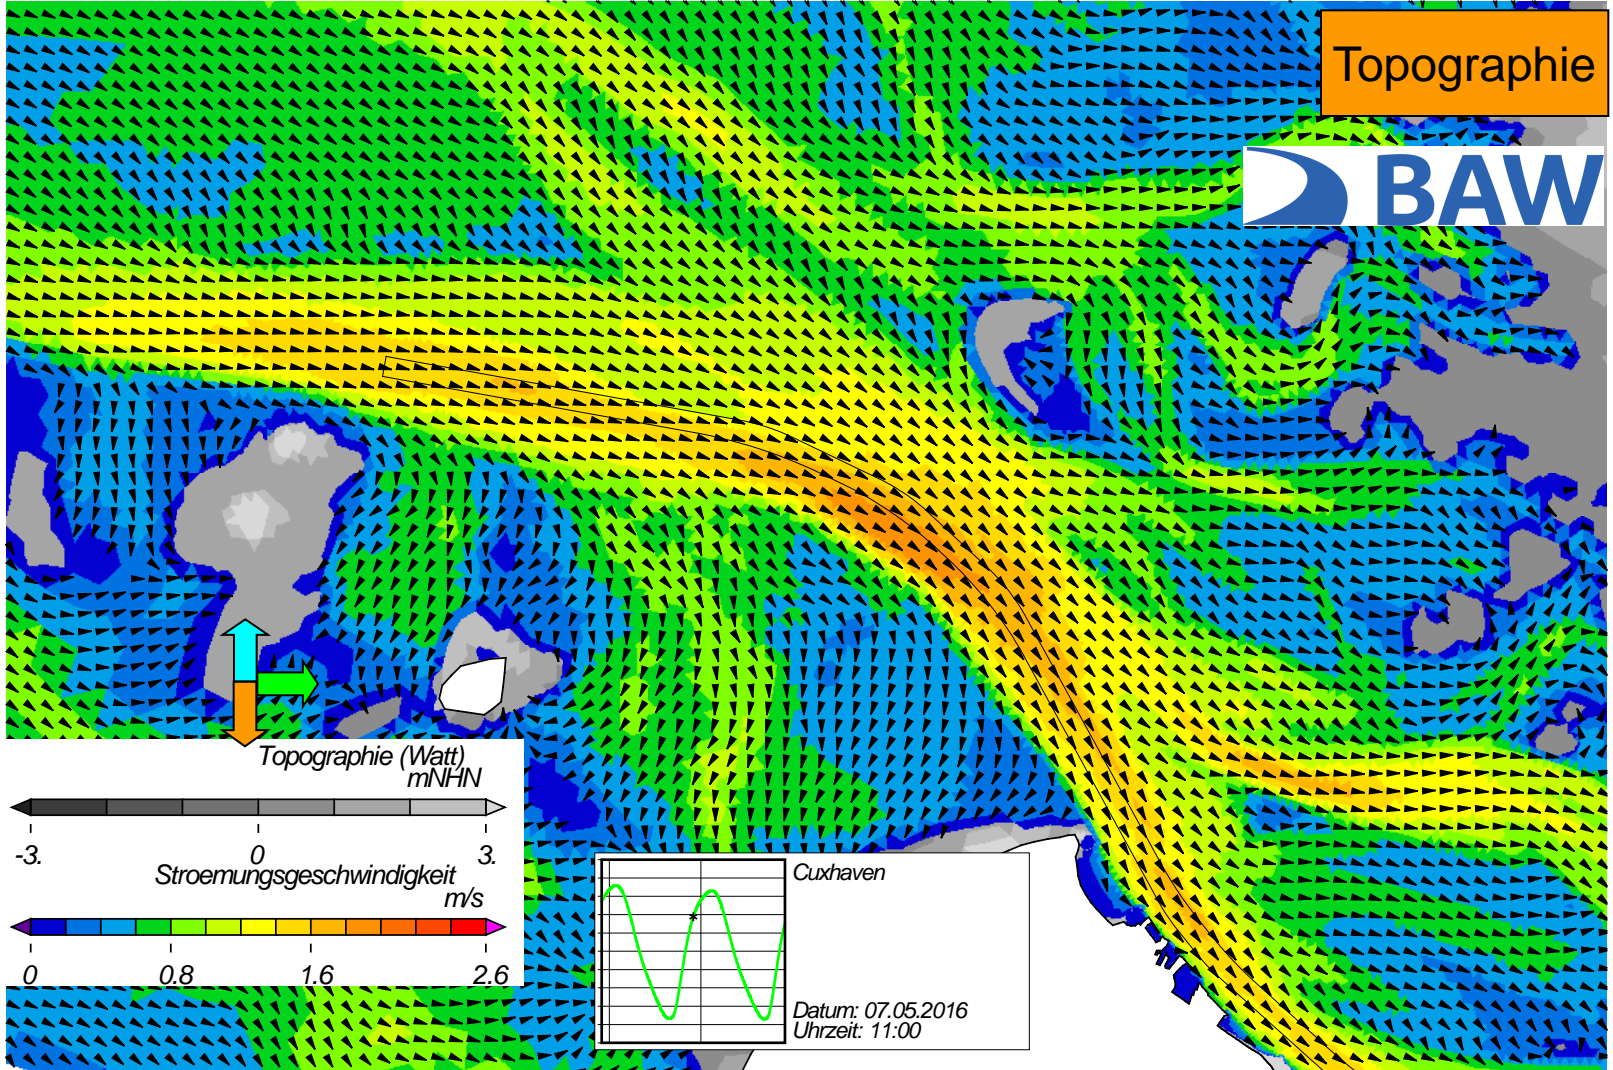 Topographie
BAW
Topographie (Watt)
mNHN
-3. 0 3.
Stroemungsgeschwindigkeit
m/s
0 0.8 1.6 2.6
Cuxhaven
Datum: 07.05.2016
Uhrzeit: 11:00